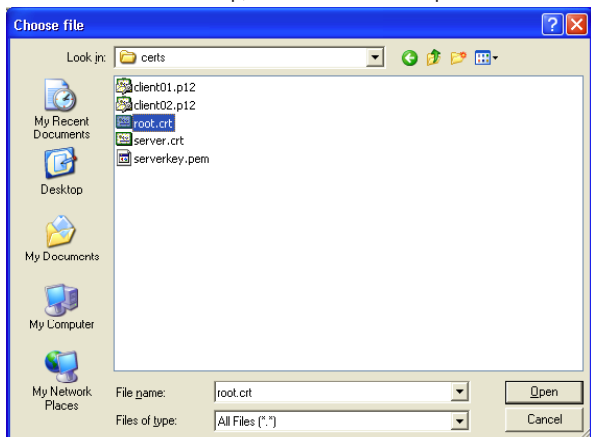 Choose file
Look in:
certs
client01.p12
client02.p12
root.crt
server.crt
serverkey.pem
My Recent
Documents
Desktop
My Documents
My Computer
My Network
Places
File name:
root.crt
Open
Files of type:
All Files (*.*)
Cancel